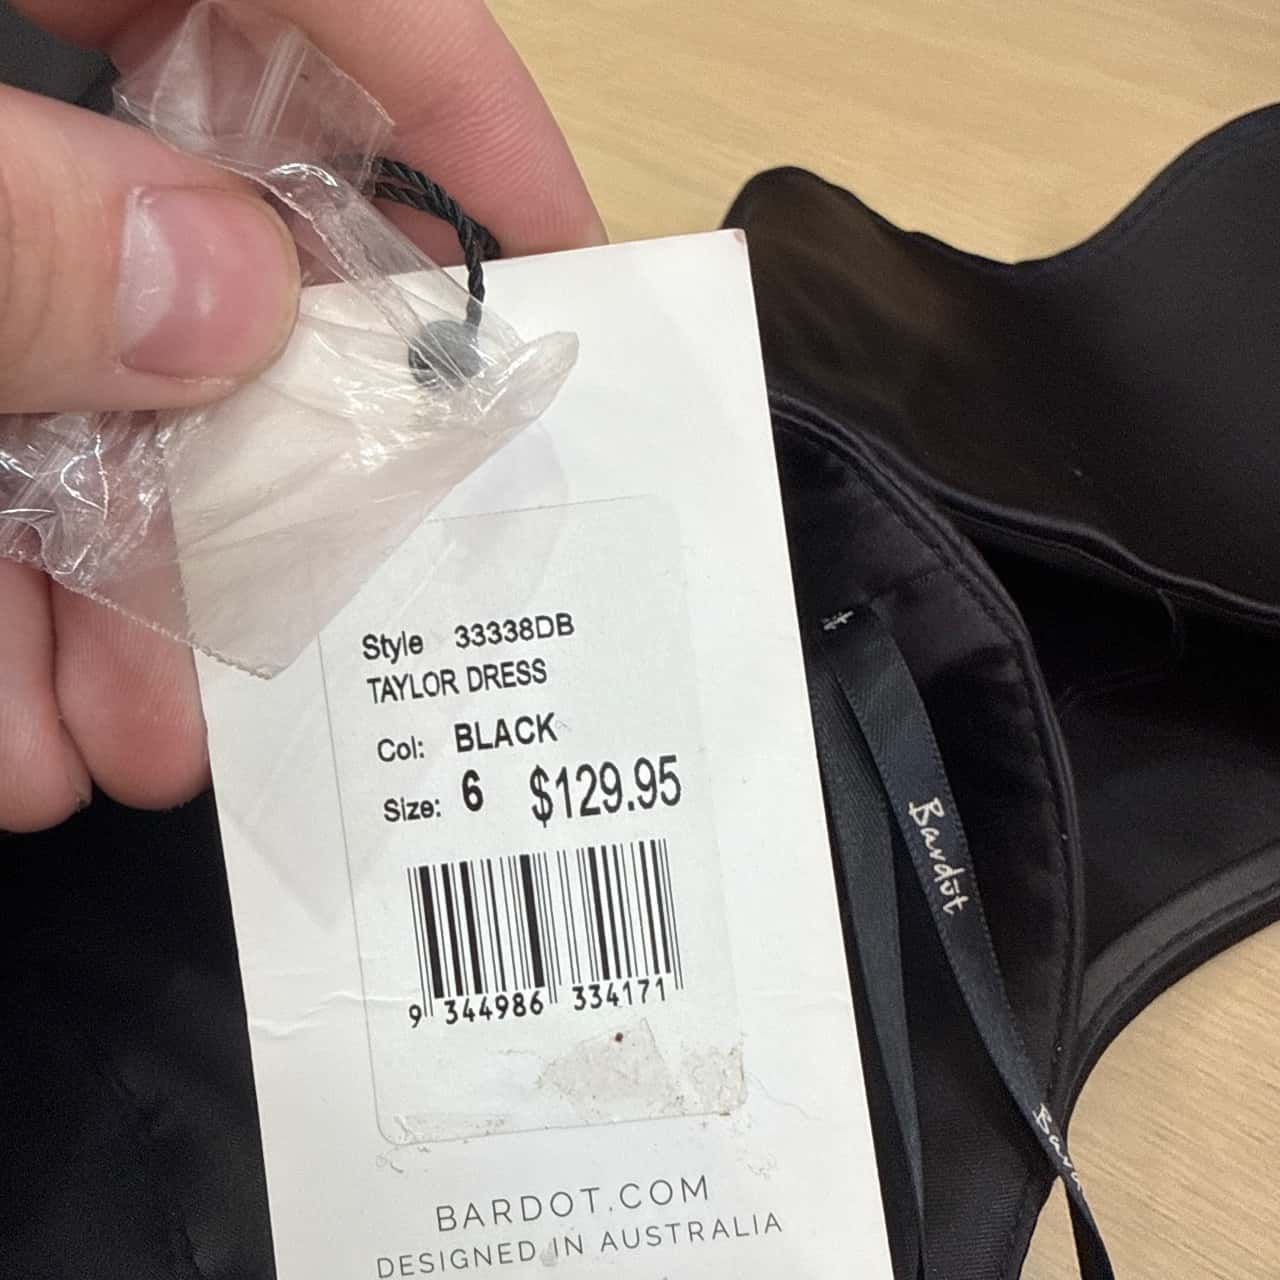 Style 33338DB
TAYLOR DRESS
Col: BLACK
Size: 6 $129.95
9 344986 334171
BARDOT.COM
DESIGNED IN AUSTRALIA
Bardot